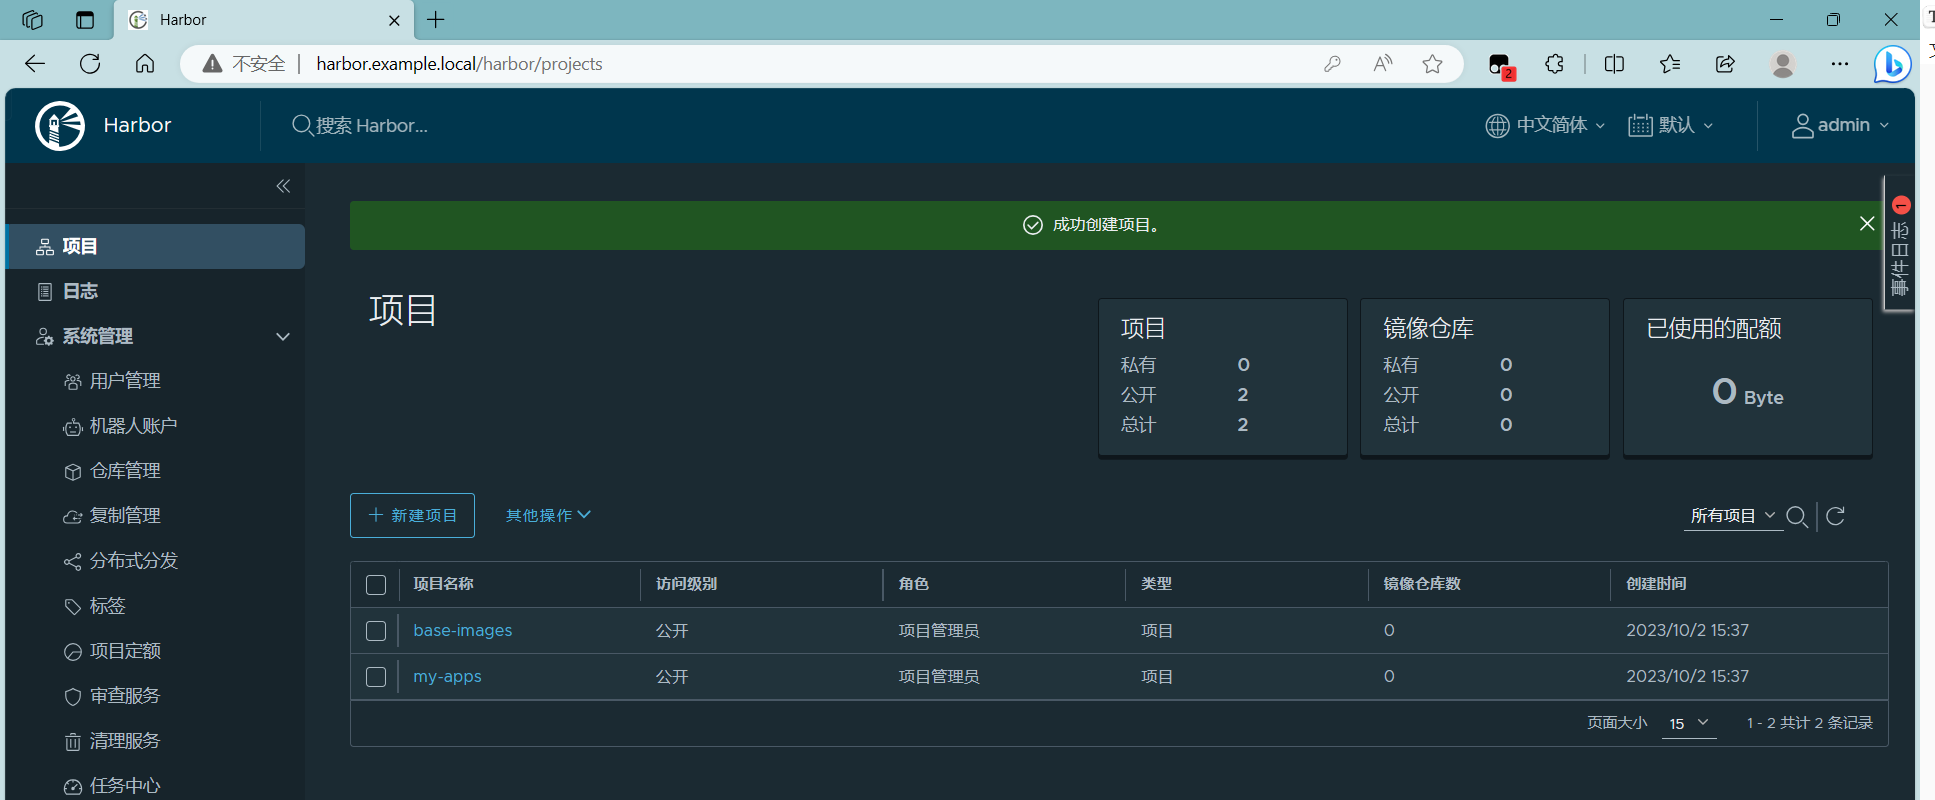 Harbor
不安全 harbor.example.local/harbor/projects
2
Harbor
搜索 Harbor...
中文简体
默认
admin
成功创建项目。
1
事件日志
项目
日志
系统管理
用户管理
机器人账户
仓库管理
复制管理
分布式分发
标签
项目定额
审查服务
清理服务
任务中心
项目
项目
私有 0
公开 2
总计 2
镜像仓库
私有 0
公开 0
总计 0
已使用的配额
0 Byte
新建项目
其他操作
所有项目
项目名称 访问级别 角色 类型 镜像仓库数 创建时间
base-images 公开 项目管理员 项目 0 2023/10/2 15:37
my-apps 公开 项目管理员 项目 0 2023/10/2 15:37
页面大小 15 1 - 2 共计 2 条记录